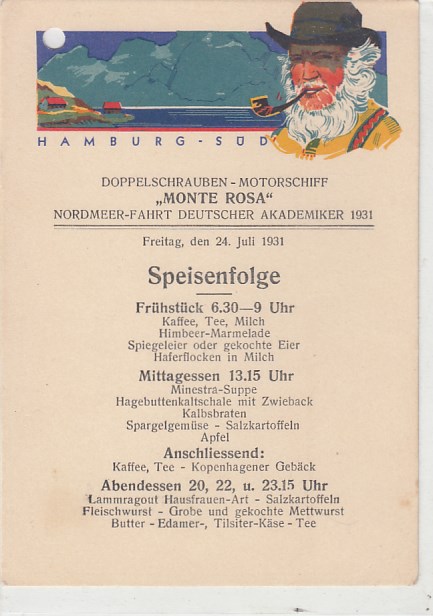 HAMBURG - SÜD
DOPPELSCHRAUBEN - MOTORSCHIFF
„MONTE ROSA“
NORDMEER-FAHRT DEUTSCHER AKADEMIKER 1931
Freitag, den 24. Juli 1931
Speisenfolge
Frühstück 6.30—9 Uhr
Kaffee, Tee, Milch
Himbeer-Marmelade
Spiegeleier oder gekochte Eier
Haferflocken in Milch
Mittagessen 13.15 Uhr
Minestra-Suppe
Hagebuttenkaltschale mit Zwieback
Kalbsbraten
Spargelgemüse - Salzkartoffeln
Apfel
Anschliessend:
Kaffee, Tee - Kopenhagener Gebäck
Abendessen 20, 22, u. 23.15 Uhr
Lammragout Hausfrauen-Art - Salzkartoffeln
Fleischwurst - Grobe und gekochte Mettwurst
Butter - Edamer-, Tilsiter-Käse - Tee